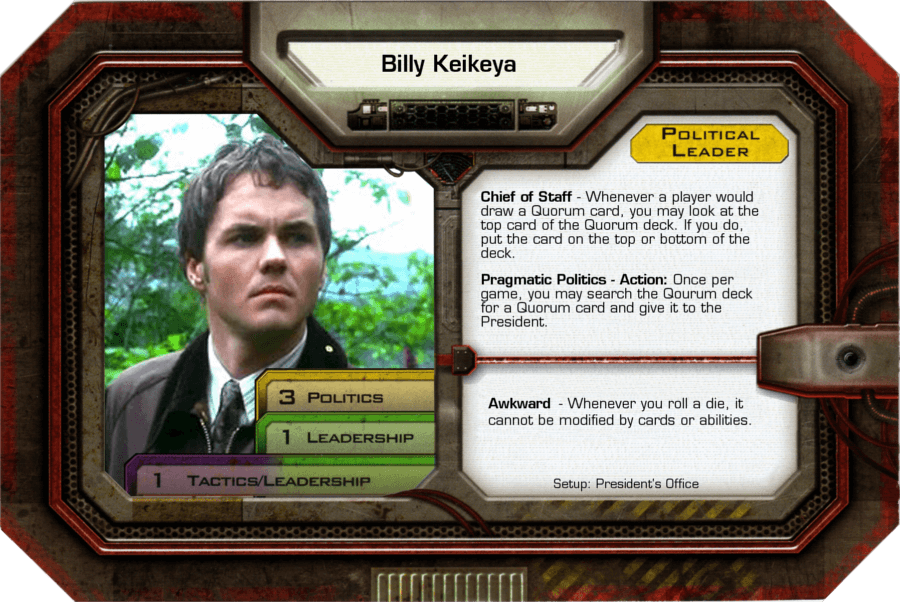 Billy Keikeya
Political
Leader
Chief of Staff - Whenever a player would
draw a Quorum card, you may look at the
top card of the Quorum deck. If you do,
put the card on the top or bottom of the
deck.
Pragmatic Politics - Action: Once per
game, you may search the Qourum deck
for a Quorum card and give it to the
President.
Awkward - Whenever you roll a die, it
cannot be modified by cards or abilities.
Setup: President's Office
3 Politics
1 Leadership
1 Tactics/Leadership